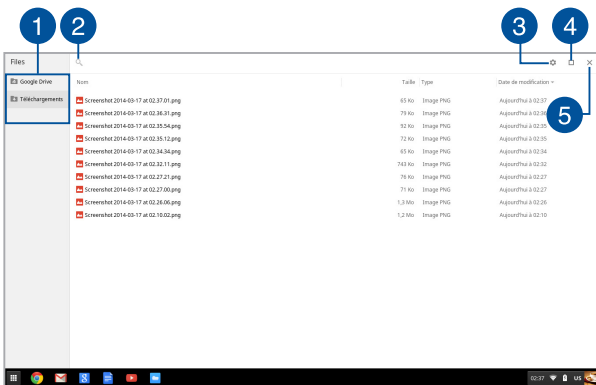 1 2 3 4
Files
Google Drive
Téléchargements
Nom Taille Type Date de modification
Screenshot 2014-03-17 at 02.37.01.png 65 Ko Image PNG Aujourd'hui à 02:37
Screenshot 2014-03-17 at 02.36.31.png 79 Ko Image PNG Aujourd'hui à 02:36
Screenshot 2014-03-17 at 02.35.54.png 92 Ko Image PNG Aujourd'hui à 02:35
5
Screenshot 2014-03-17 at 02.35.12.png 72 Ko Image PNG Aujourd'hui à 02:35
Screenshot 2014-03-17 at 02.34.34.png 65 Ko Image PNG Aujourd'hui à 02:34
Screenshot 2014-03-17 at 02.32.11.png 743 Ko Image PNG Aujourd'hui à 02:32
Screenshot 2014-03-17 at 02.27.21.png 76 Ko Image PNG Aujourd'hui à 02:27
Screenshot 2014-03-17 at 02.27.00.png 71 Ko Image PNG Aujourd'hui à 02:27
Screenshot 2014-03-17 at 02.26.06.png 1,3 Mo Image PNG Aujourd'hui à 02:26
Screenshot 2014-03-17 at 02.10.02.png 1,2 Mo Image PNG Aujourd'hui à 02:10
8 02:37 US